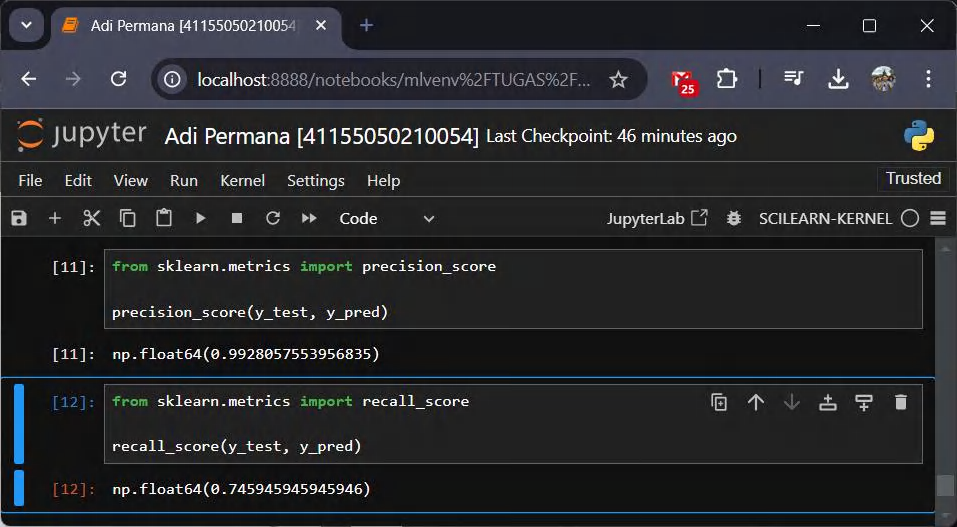 Adi Permana [41155050210054]
localhost:8888/notebooks/mlvenv%2FTUGAS%2F...
25
jupyter Adi Permana [41155050210054] Last Checkpoint: 46 minutes ago
File Edit View Run Kernel Settings Help Trusted
Code JupyterLab SCILEARN-KERNEL
[11]: from sklearn.metrics import precision_score
precision_score(y_test, y_pred)
[11]: np.float64(0.9928057553956835)
[12]: from sklearn.metrics import recall_score
recall_score(y_test, y_pred)
[12]: np.float64(0.745945945945946)